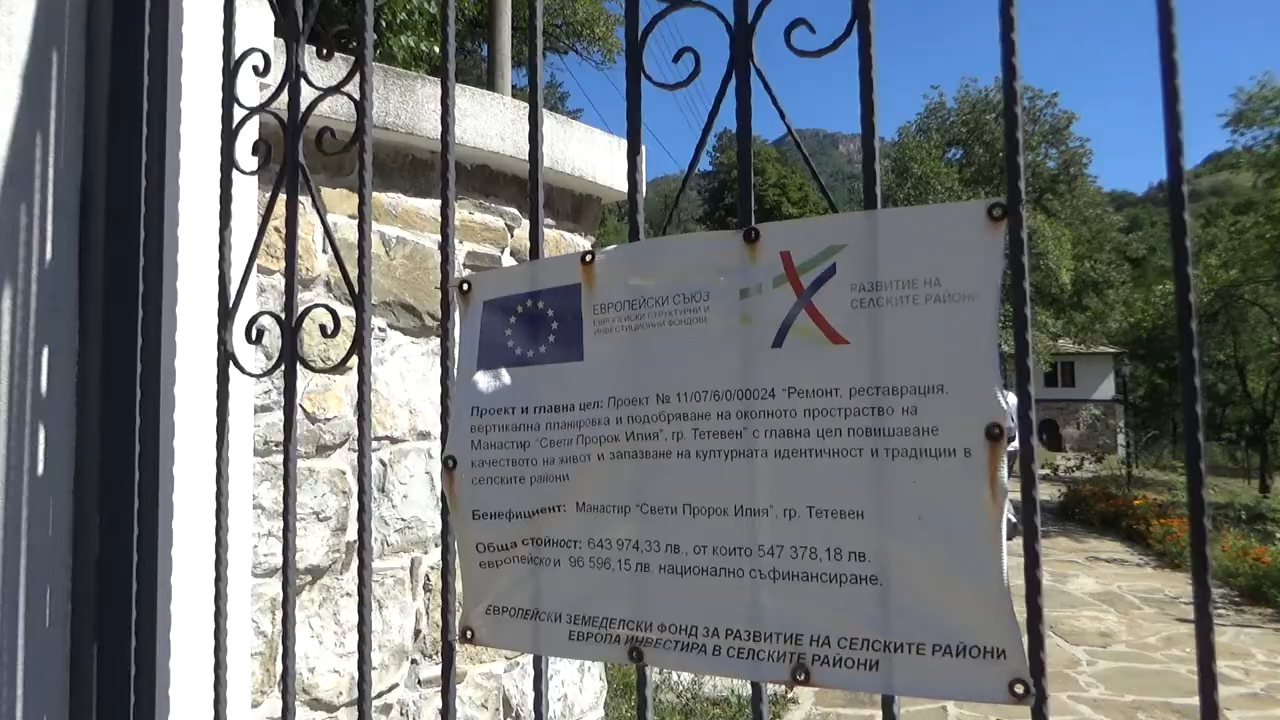 ЕВРОПЕЙСКИ СЪЮЗ
ЕВРОПЕЙСКИ СТРУКТУРНИ И
ИНВЕСТИЦИОННИ ФОНДОВЕ
РАЗВИТИЕ НА
СЕЛСКИТЕ РАЙОНИ
Проект и главна цел: Проект № 11/07/6/0/00024 "Ремонт, реставрация,
вертикална планировка и подобряване на околното простраство на
Манастир "Свети Пророк Илия", гр. Тетевен" с главна цел повишаване
качеството на живот и запазване на културната идентичност и традиции в
селските райони
Бенефициент: Манастир "Свети Пророк Илия", гр. Тетевен
Обща стойност: 643 974,33 лв., от които 547 378,18 лв.
европейско и 96 596,15 лв. национално съфинансиране.
ЕВРОПЕЙСКИ ЗЕМЕДЕЛСКИ ФОНД ЗА РАЗВИТИЕ НА СЕЛСКИТЕ РАЙОНИ
ЕВРОПА ИНВЕСТИРА В СЕЛСКИТЕ РАЙОНИ